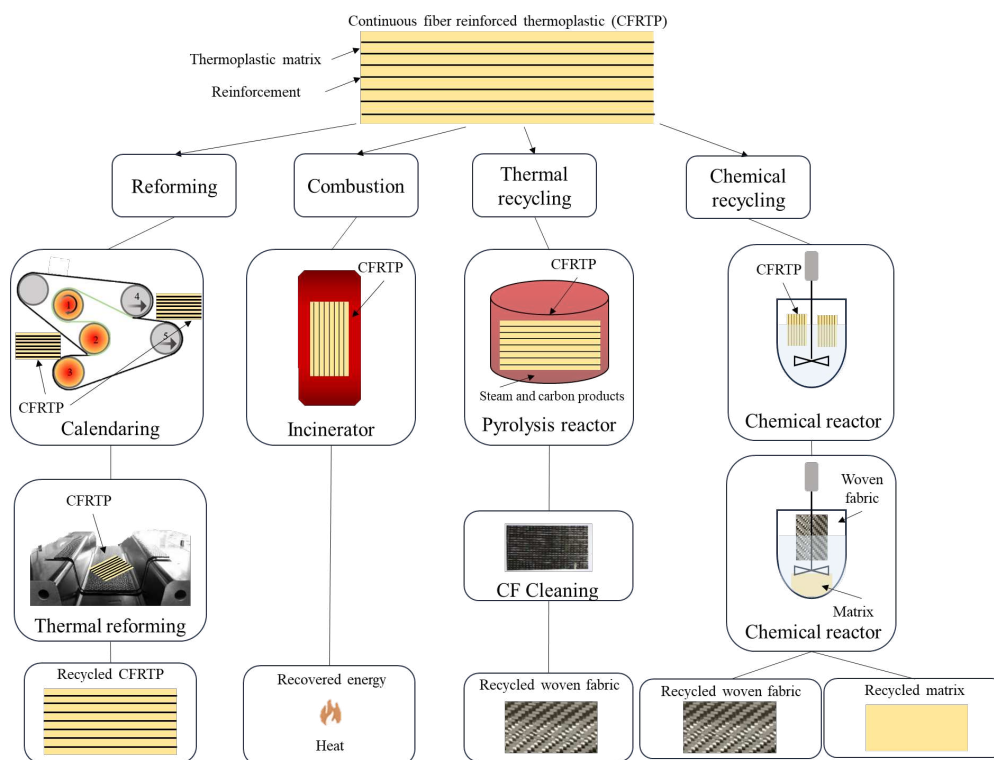 Continuous fiber reinforced thermoplastic (CFRTP)
Thermoplastic matrix
Reinforcement
Reforming
Combustion
Thermal
recycling
Chemical
recycling
CFRTP
1
2
3
4
5
CFRTP
Calendaring
CFRTP
Incinerator
CFRTP
Steam and carbon products
Pyrolysis reactor
CFRTP
Chemical reactor
CFRTP
Thermal reforming
CF Cleaning
Woven
fabric
Matrix
Chemical reactor
Recycled CFRTP
Recovered energy
Heat
Recycled woven fabric
Recycled woven fabric
Recycled matrix